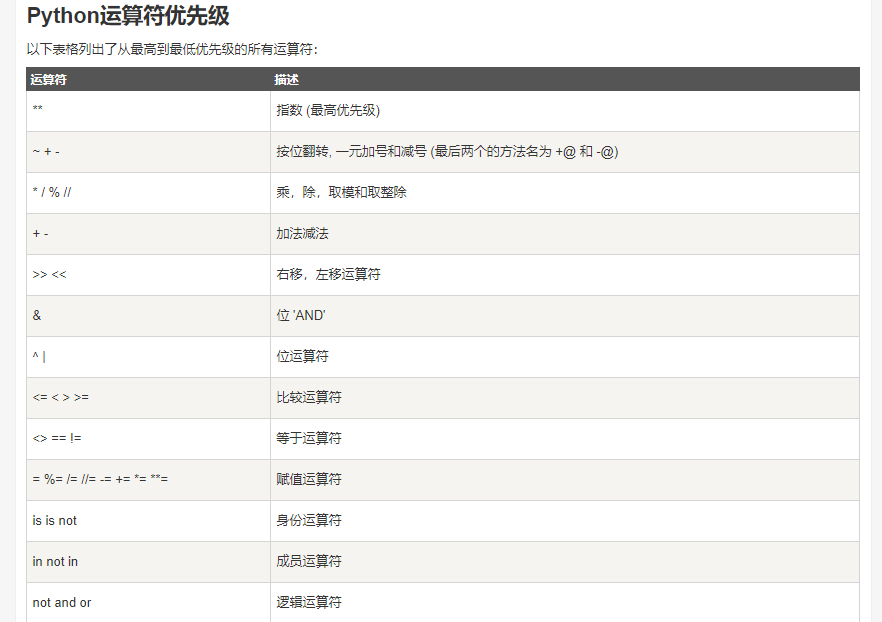 Python运算符优先级
以下表格列出了从最高到最低优先级的所有运算符：
运算符 描述
** 指数 (最高优先级)
~ + - 按位翻转, 一元加号和减号 (最后两个的方法名为 +@ 和 -@)
* / % // 乘，除，取模和取整除
+ - 加法减法
>> << 右移，左移运算符
& 位 'AND'
^ | 位运算符
<= < > >= 比较运算符
<> == != 等于运算符
= %= /= //= -= += *= **= 赋值运算符
is is not 身份运算符
in not in 成员运算符
not and or 逻辑运算符